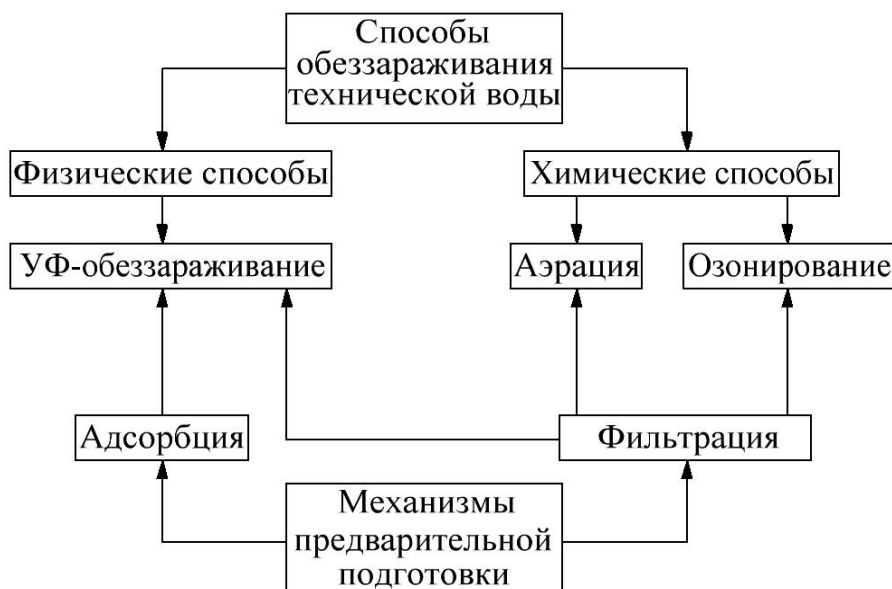 Способы
обеззараживания
технической воды
Физические способы
Химические способы
УФ-обеззараживание
Аэрация
Озонирование
Адсорбция
Фильтрация
Механизмы
предварительной
подготовки